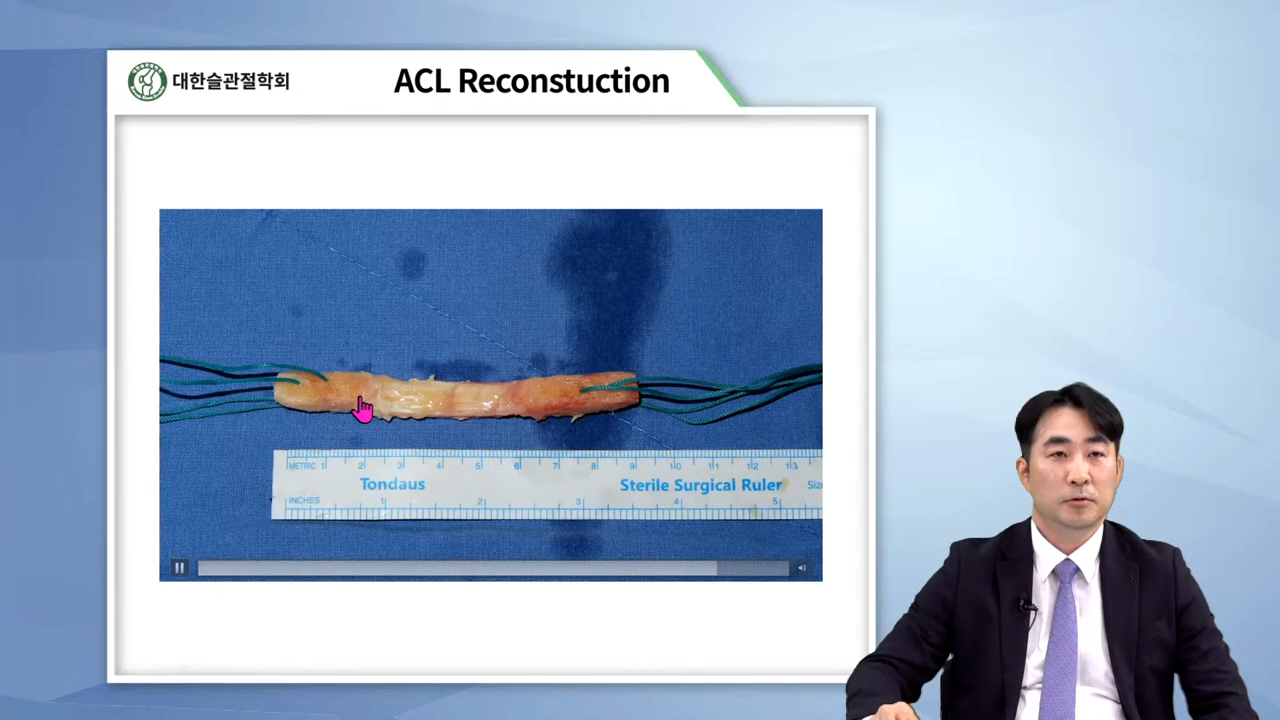 대한슬관절학회
ACL Reconstuction
METRIC 1 2 3 4 5 6 7 8 9 10 11 12 13
Tondaus Sterile Surgical Ruler Size
INCHES 1 2 3 4 5